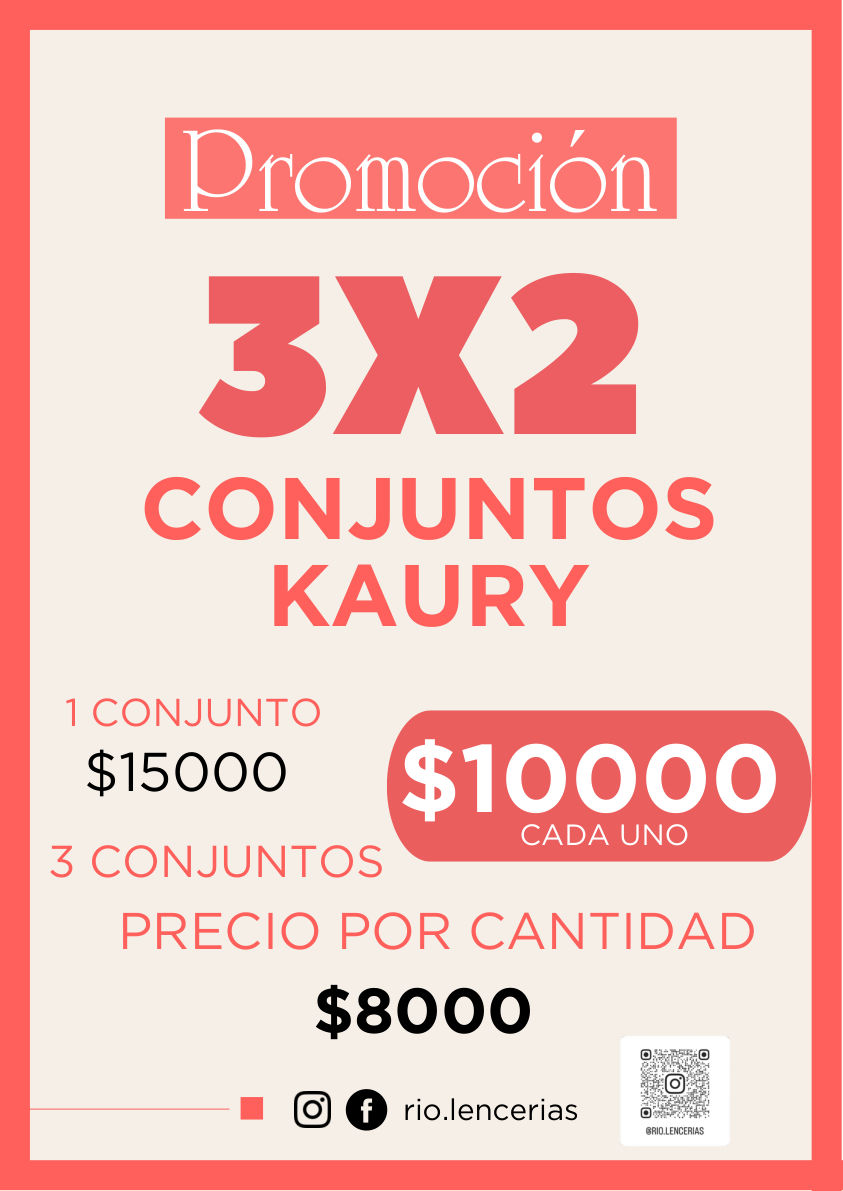 Promoción
3X2
CONJUNTOS
KAURY
1 CONJUNTO
$15000
$10000
CADA UNO
3 CONJUNTOS
PRECIO POR CANTIDAD
$8000
rio.lencerias
@RIO.LENCERIAS